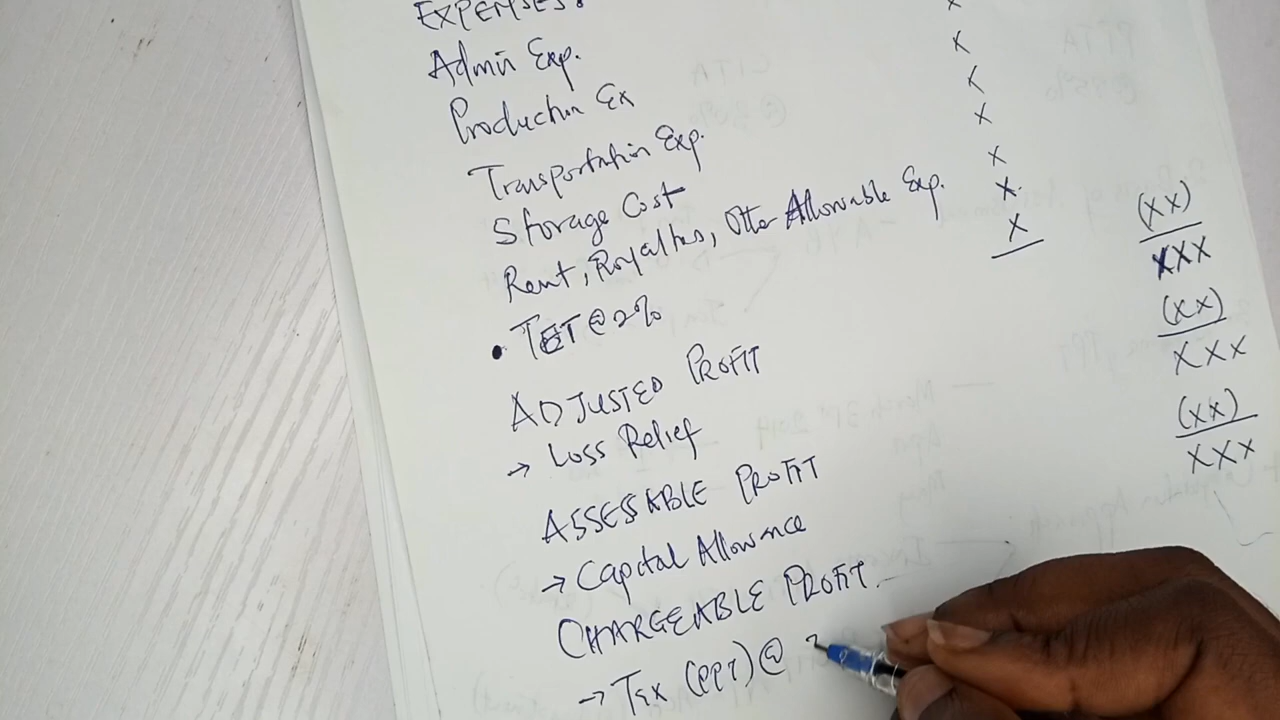 EXPENSES: x
Admin Exp. x
Production Ex x
Transportation Exp. x
Storage Cost x
Rent, Royalties, Other Allowable Exp. x
• TET @ 2% x (xx)
ADJUSTED PROFIT xxx
→ Loss Relief (xx)
ASSESSABLE PROFIT xxx
→ Capital Allowance (xx)
CHARGEABLE PROFIT xxx
→ Tax (PPT) @